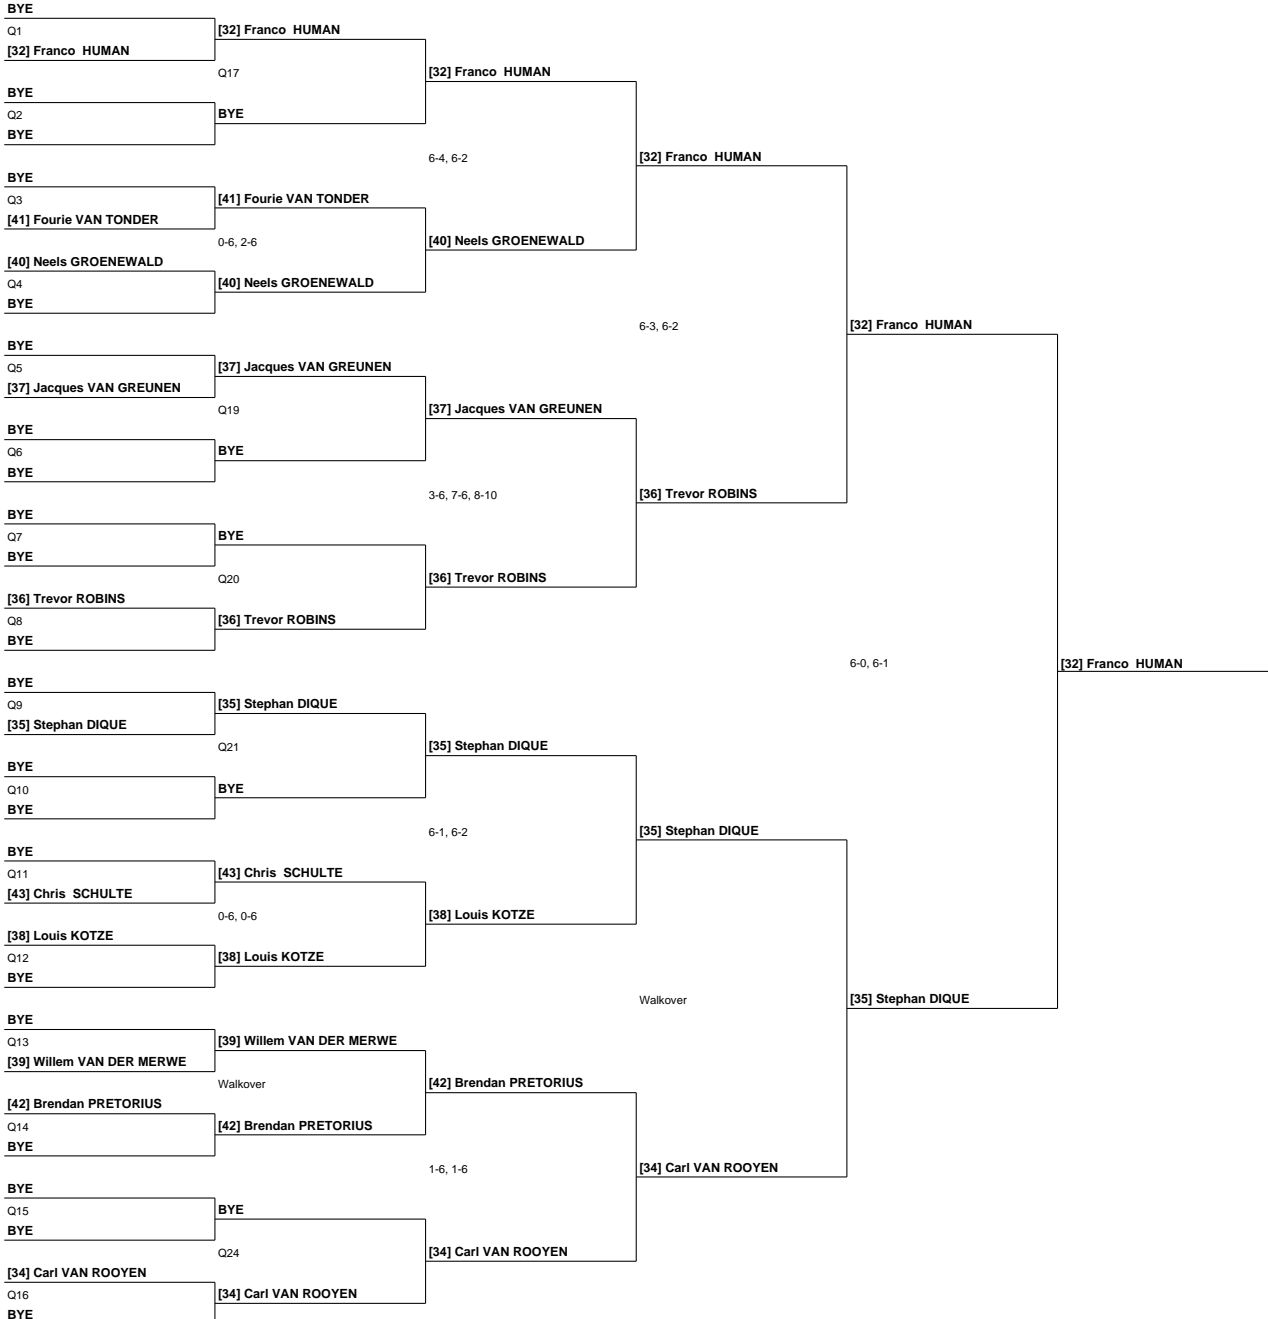 BYE
Q1
[32] Franco  HUMAN
[32] Franco  HUMAN
Q17
[32] Franco  HUMAN
BYE
Q2
BYE
BYE
6-4, 6-2
[32] Franco  HUMAN
BYE
Q3
[41] Fourie VAN TONDER
[41] Fourie VAN TONDER
0-6, 2-6
[40] Neels GROENEWALD
[40] Neels GROENEWALD
Q4
BYE
[40] Neels GROENEWALD
6-3, 6-2
[32] Franco  HUMAN
BYE
Q5
[37] Jacques VAN GREUNEN
[37] Jacques VAN GREUNEN
Q19
[37] Jacques VAN GREUNEN
BYE
Q6
BYE
BYE
3-6, 7-6, 8-10
[36] Trevor ROBINS
BYE
Q7
BYE
BYE
Q20
[36] Trevor ROBINS
[36] Trevor ROBINS
Q8
BYE
[36] Trevor ROBINS
6-0, 6-1
[32] Franco  HUMAN
BYE
Q9
[35] Stephan DIQUE
[35] Stephan DIQUE
Q21
[35] Stephan DIQUE
BYE
Q10
BYE
BYE
6-1, 6-2
[35] Stephan DIQUE
BYE
Q11
[43] Chris  SCHULTE
[43] Chris  SCHULTE
0-6, 0-6
[38] Louis KOTZE
[38] Louis KOTZE
Q12
BYE
[38] Louis KOTZE
Walkover
[35] Stephan DIQUE
BYE
Q13
[39] Willem VAN DER MERWE
[39] Willem VAN DER MERWE
Walkover
[42] Brendan PRETORIUS
[42] Brendan PRETORIUS
Q14
BYE
[42] Brendan PRETORIUS
1-6, 1-6
[34] Carl VAN ROOYEN
BYE
Q15
BYE
BYE
Q24
[34] Carl VAN ROOYEN
[34] Carl VAN ROOYEN
Q16
BYE
[34] Carl VAN ROOYEN